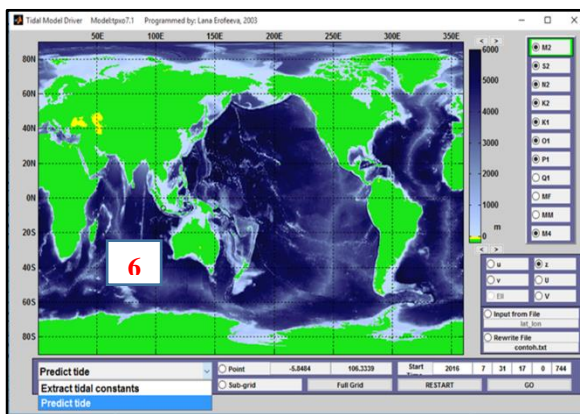 Tidal Model Driver Model:tpxo7.1 Programmed by: Lana Erofeeva, 2003
50E 100E 150E 200E 250E 300E 350E
80N
60N
40N
20N
0N
20S
40S
60S
80S
6
6000
5000
4000
3000
2000
1000
m
0
M2
S2
N2
K2
K1
O1
P1
Q1
MF
MM
M4
u z
v U
Ell V
Input from File
lat_lon
Rewrite File
contoh.txt
Predict tide
Extract tidal constants
Predict tide
Point -5.8484 106.3339 Start Time 2016 7 31 17 0 744
Sub-grid Full Grid RESTART GO